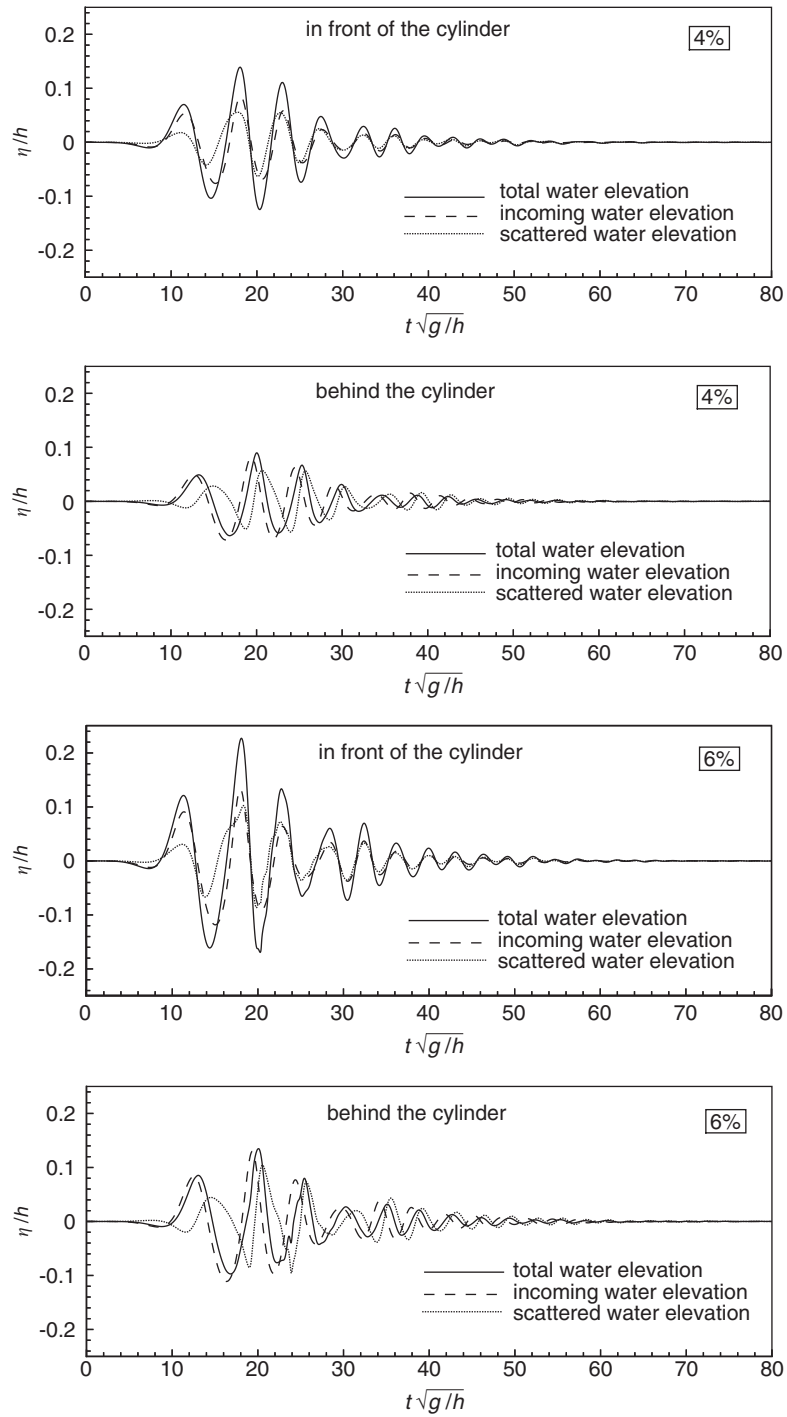 in front of the cylinder
4%
0.2
0.1
0
-0.1
-0.2
η/h
total water elevation
incoming water elevation
scattered water elevation
0 10 20 30 40 50 60 70 80
t√g/h
behind the cylinder
4%
0.2
0.1
0
-0.1
-0.2
η/h
total water elevation
incoming water elevation
scattered water elevation
0 10 20 30 40 50 60 70 80
t√g/h
in front of the cylinder
6%
0.2
0.1
0
-0.1
-0.2
η/h
total water elevation
incoming water elevation
scattered water elevation
0 10 20 30 40 50 60 70 80
t√g/h
behind the cylinder
6%
0.2
0.1
0
-0.1
-0.2
η/h
total water elevation
incoming water elevation
scattered water elevation
0 10 20 30 40 50 60 70 80
t√g/h